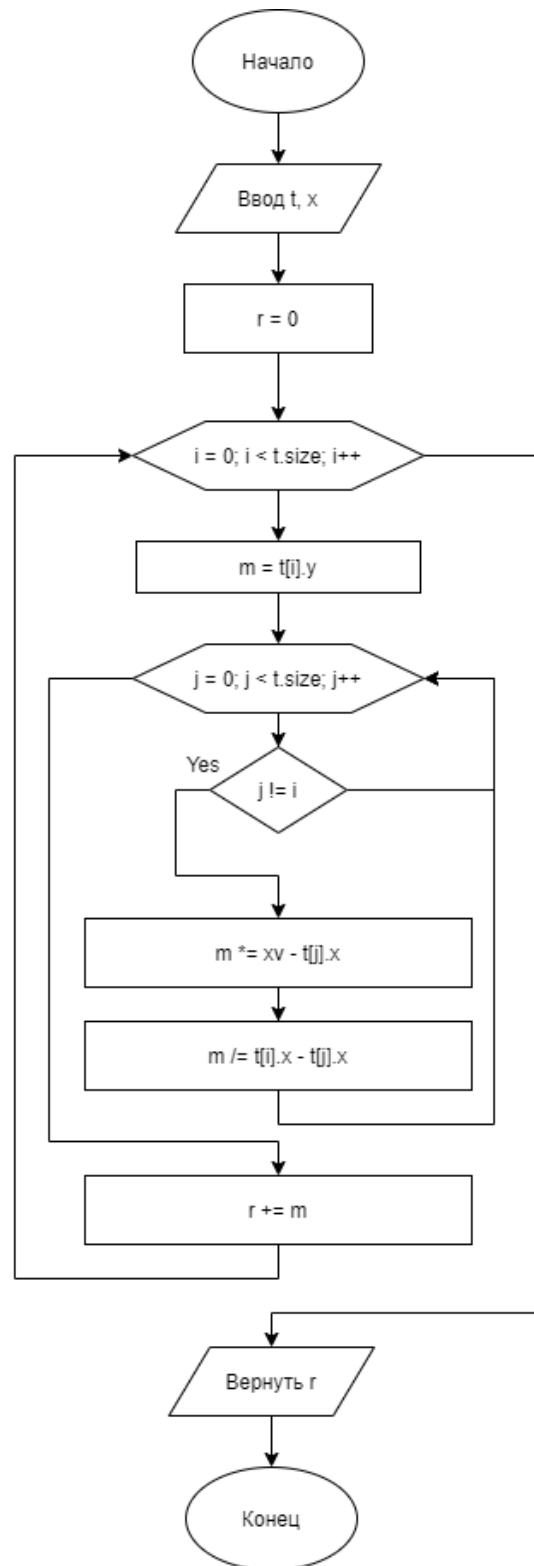 Начало
Ввод t, x
r = 0
i = 0; i < t.size; i++
m = t[i].y
j = 0; j < t.size; j++
Yes
j != i
m *= xv - t[j].x
m /= t[i].x - t[j].x
r += m
Вернуть r
Конец